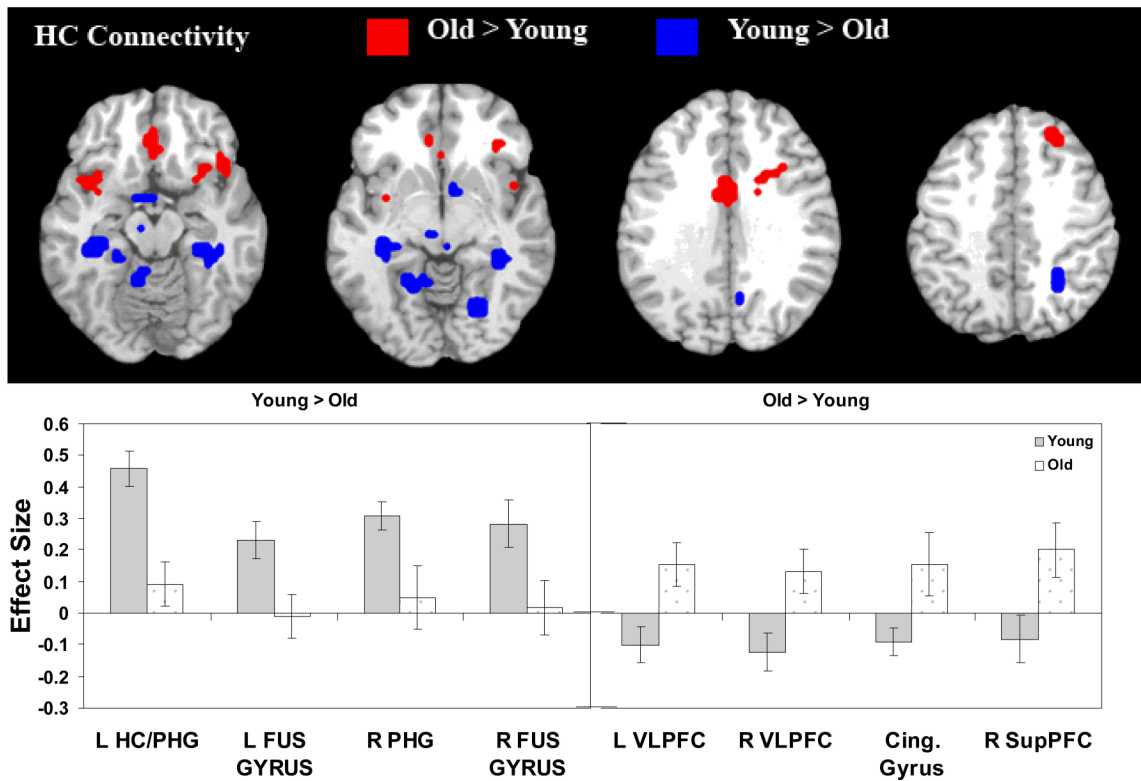 HC Connectivity
Old > Young
Young > Old
Young > Old
Old > Young
Effect Size
0.6
0.5
0.4
0.3
0.2
0.1
0
-0.1
-0.2
-0.3
Young
Old
L HC/PHG
L FUS
GYRUS
R PHG
R FUS
GYRUS
L VLPFC
R VLPFC
Cing.
Gyrus
R SupPFC